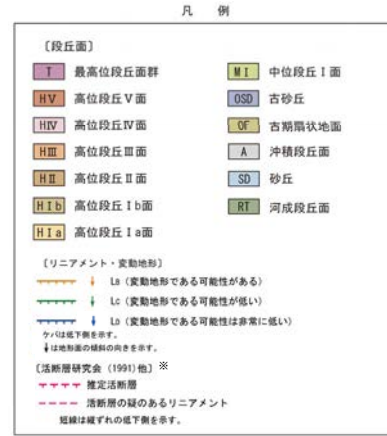 凡 例
〔段丘面〕
T 最高位段丘面群
HⅤ 高位段丘Ⅴ面
HⅣ 高位段丘Ⅳ面
HⅢ 高位段丘Ⅲ面
HⅡ 高位段丘Ⅱ面
HⅠb 高位段丘Ⅰb面
HⅠa 高位段丘Ⅰa面
MⅠ 中位段丘Ⅰ面
OSD 古砂丘
OF 古期扇状地面
A 沖積段丘面
SD 砂丘
RT 河成段丘面
〔リニアメント・変動地形〕
LB (変動地形である可能性がある)
LC (変動地形である可能性が低い)
LD (変動地形である可能性は非常に低い)
ケバは低下側を示す。
↓は地形面の傾斜の向きを示す。
〔活断層研究会(1991)他〕※
推定活断層
活断層の疑のあるリニアメント
短線は縦ずれの低下側を示す。